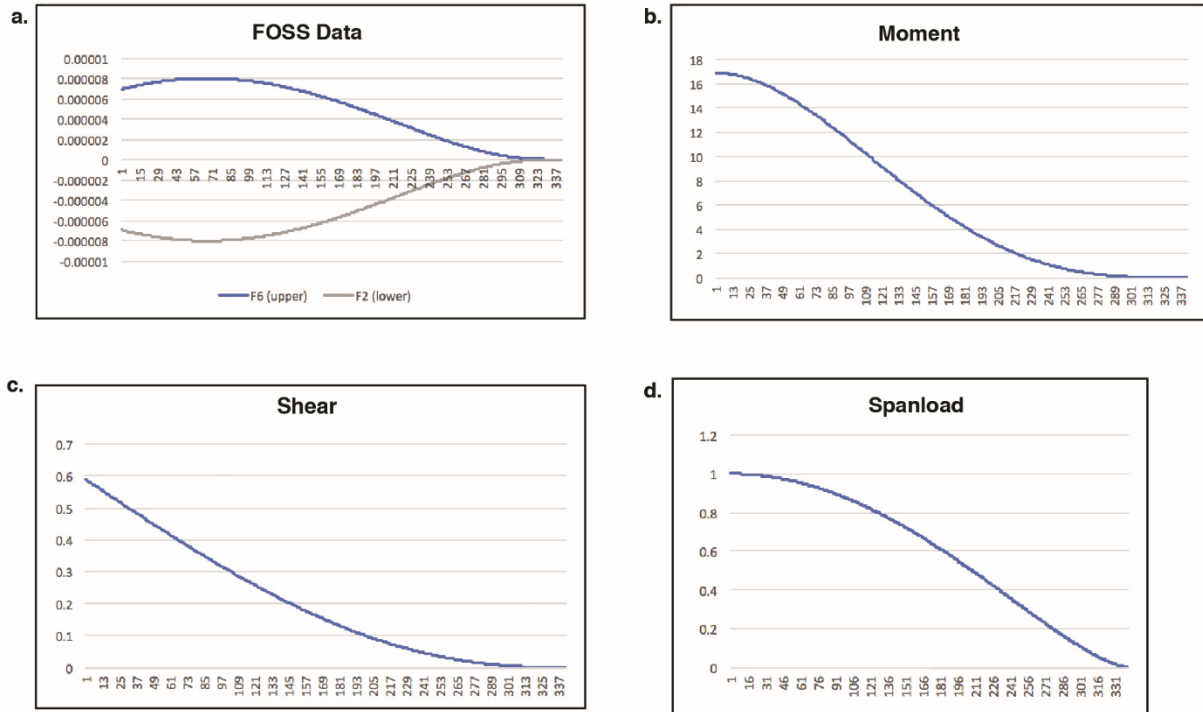 a.
FOSS Data
0.00001
0.000008
0.000006
0.000004
0.000002
0
-0.000002
-0.000004
-0.000006
-0.000008
-0.00001
1 15 29 43 57 71 85 99 113 127 141 155 169 183 197 211 225 239 253 267 281 295 309 323 337
F6 (upper) F2 (lower)
b.
Moment
18
16
14
12
10
8
6
4
2
0
1 13 25 37 49 61 73 85 97 109 121 133 145 157 169 181 193 205 217 229 241 253 265 277 289 301 313 325 337
c.
Shear
0.7
0.6
0.5
0.4
0.3
0.2
0.1
0
1 13 25 37 49 61 73 85 97 109 121 133 145 157 169 181 193 205 217 229 241 253 265 277 289 301 313 325 337
d.
Spanload
1.2
1
0.8
0.6
0.4
0.2
0
1 16 31 46 61 76 91 106 121 136 151 166 181 196 211 226 241 256 271 286 301 316 331